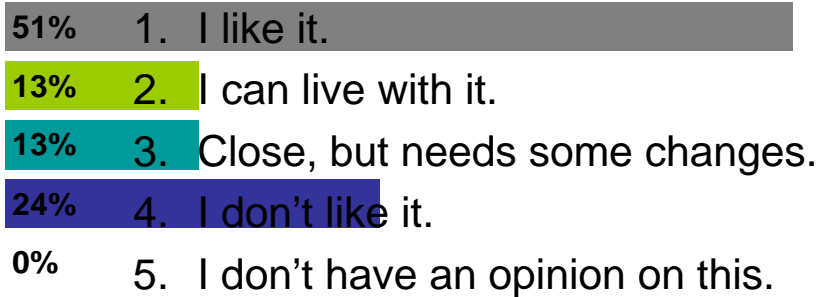 51% 1. I like it.
13% 2. I can live with it.
13% 3. Close, but needs some changes.
24% 4. I don't like it.
0% 5. I don't have an opinion on this.